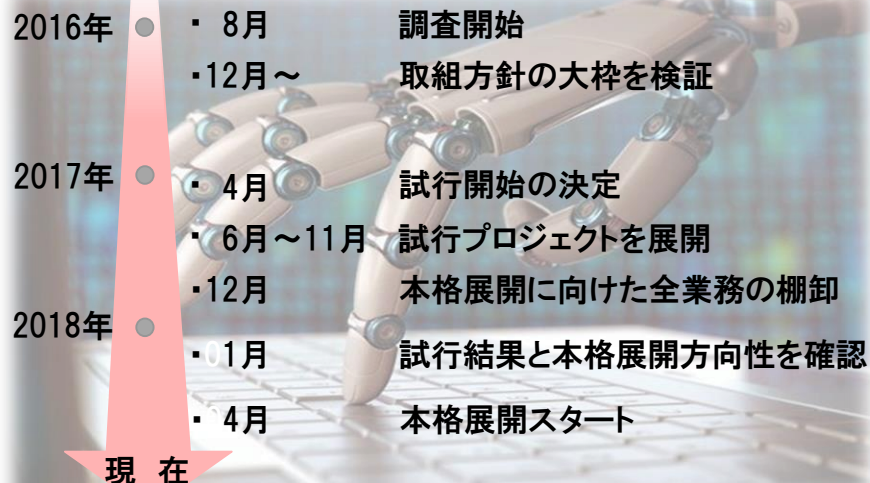 2016年 ・ 8月 調査開始
・12月～ 取組方針の大枠を検証
2017年
・ 4月 試行開始の決定
・ 6月～11月 試行プロジェクトを展開
・12月 本格展開に向けた全業務の棚卸
2018年
・01月 試行結果と本格展開方向性を確認
・ 4月 本格展開スタート
現 在